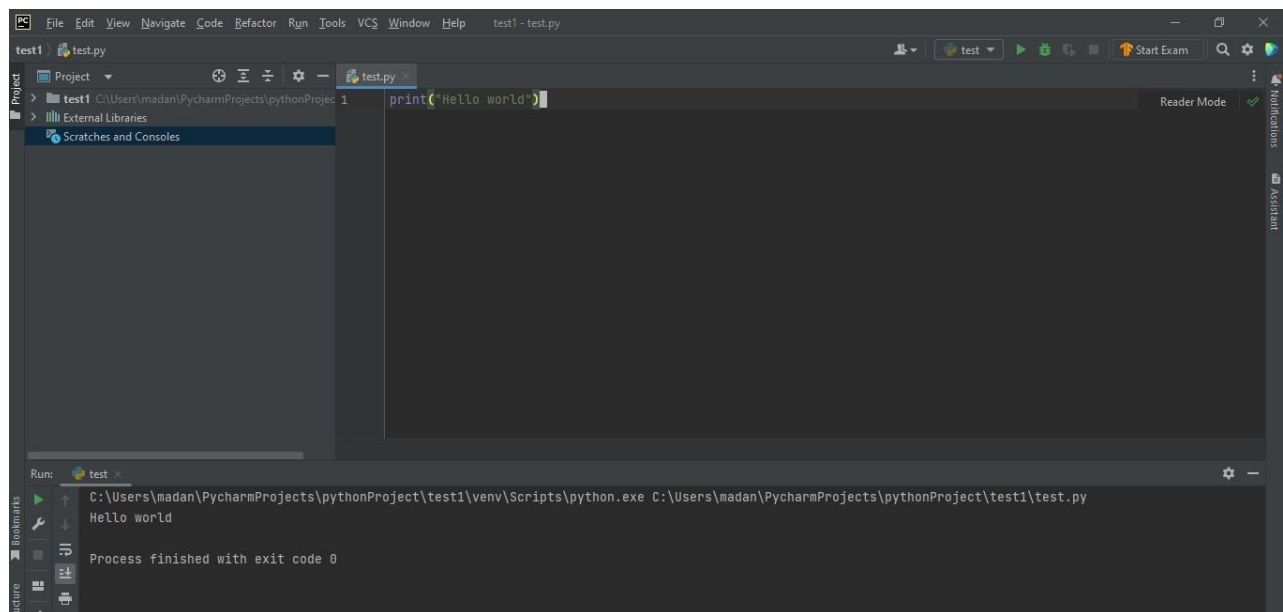 PC File Edit View Navigate Code Refactor Run Tools VCS Window Help test1 - test.py
test1 test.py test Start Exam
Project Project test.py
test1 C:\Users\madan\PycharmProjects\pythonProjec 1 print("Hello world") Reader Mode
External Libraries
Scratches and Consoles
Notifications
Assistant
Run: test
C:\Users\madan\PycharmProjects\pythonProject\test1\venv\Scripts\python.exe C:\Users\madan\PycharmProjects\pythonProject\test1\test.py
Hello world
Process finished with exit code 0
Bookmarks
ucture